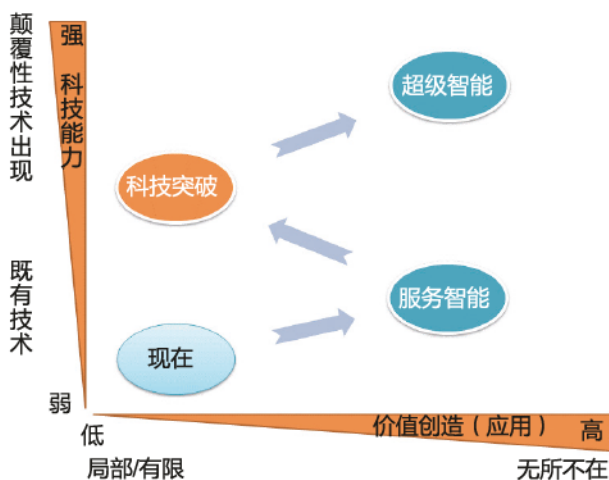 颠覆性技术出现
既有技术
强
科技能力
弱
超级智能
科技突破
服务智能
现在
价值创造（应用）
高
低
局部/有限
无所不在